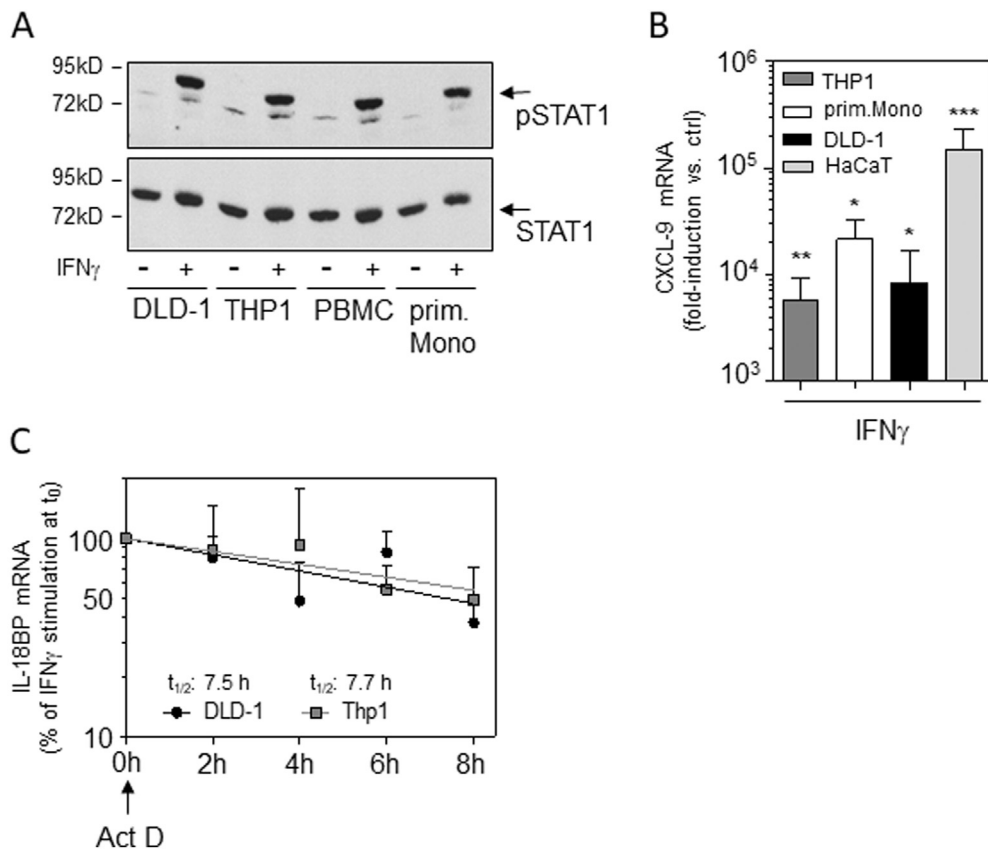 A
95kD
72kD
pSTAT1
95kD
72kD
STAT1
IFNγ - + - + - + - +
DLD-1 THP1 PBMC prim.
Mono
B
CXCL-9 mRNA
(fold-induction vs. ctrl)
10⁶
10⁵
10⁴
10³
THP1
prim.Mono
DLD-1
HaCaT
**
*
*
***
IFNγ
C
IL-18BP mRNA
(% of IFNγ stimulation at t₀)
100
50
10
t1/2: 7.5 h t1/2: 7.7 h
DLD-1 Thp1
0h 2h 4h 6h 8h
Act D